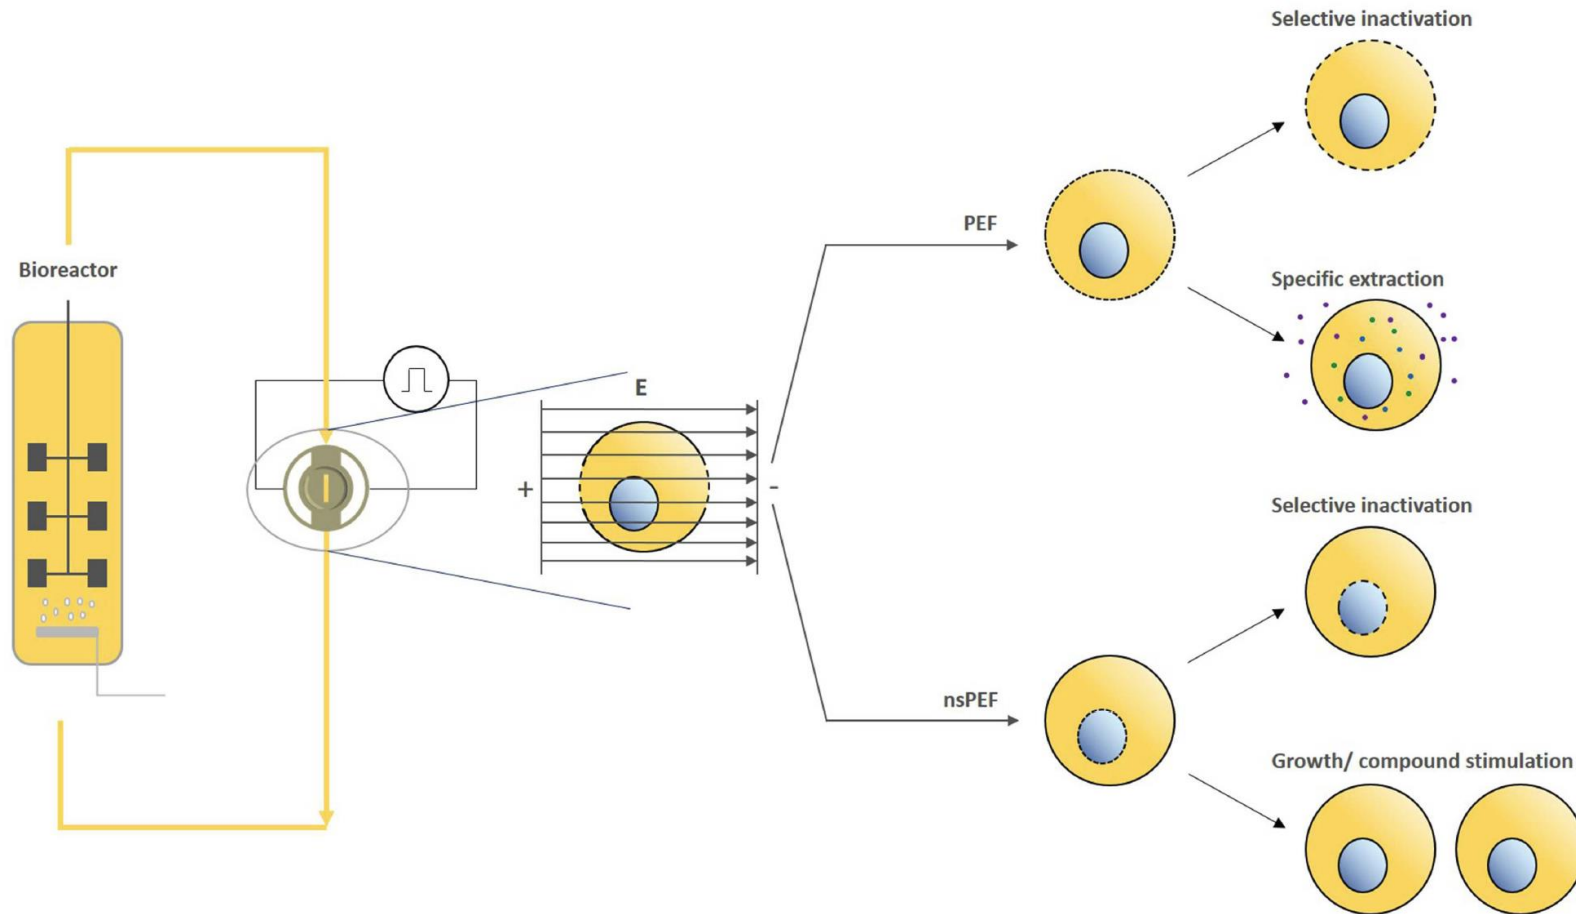 Selective inactivation
PEF
Bioreactor
Specific extraction
E
+
-
Selective inactivation
nsPEF
Growth/ compound stimulation